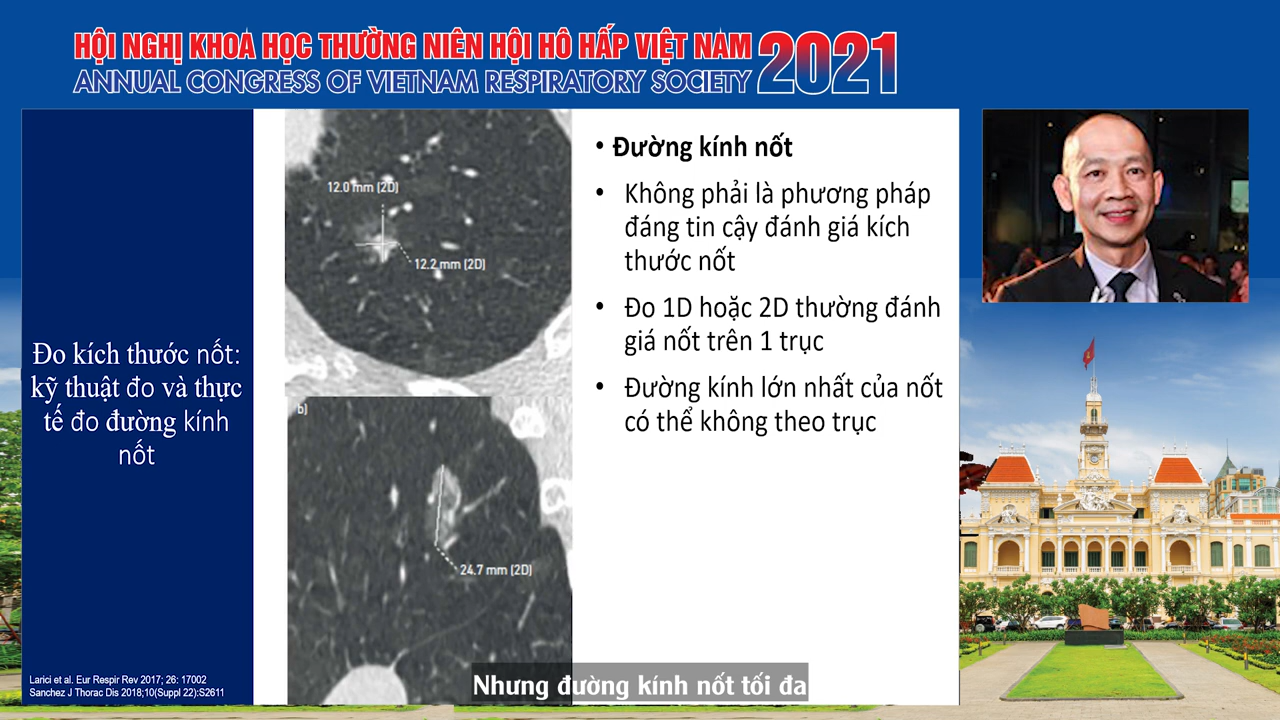 HỘI NGHỊ KHOA HỌC THƯỜNG NIÊN HỘI HÔ HẤP VIỆT NAM 2021
ANNUAL CONGRESS OF VIETNAM RESPIRATORY SOCIETY
Đo kích thước nốt:
kỹ thuật đo và thực
tế đo đường kính
nốt
Larici et al. Eur Respir Rev 2017; 26: 17002
Sanchez J Thorac Dis 2018;10(Suppl 22):S2611
12.0 mm (2D)
12.2 mm (2D)
b)
24.7 mm (2D)
• Đường kính nốt
• Không phải là phương pháp
đáng tin cậy đánh giá kích
thước nốt
• Đo 1D hoặc 2D thường đánh
giá nốt trên 1 trục
• Đường kính lớn nhất của nốt
có thể không theo trục
Nhưng đường kính nốt tối đa